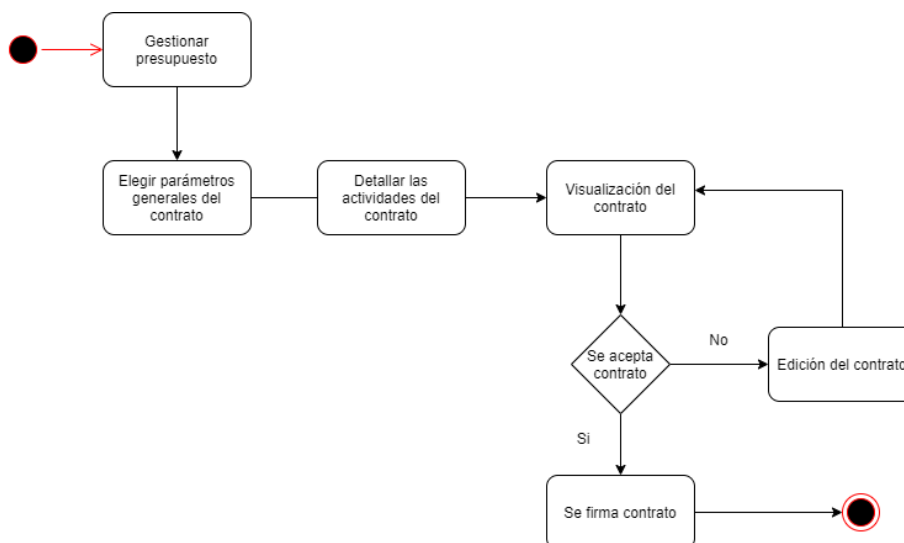 Gestionar
presupuesto
Elegir parámetros
generales del
contrato
Detallar las
actividades del
contrato
Visualización del
contrato
Se acepta
contrato
No
Edición del contrato
Si
Se firma contrato